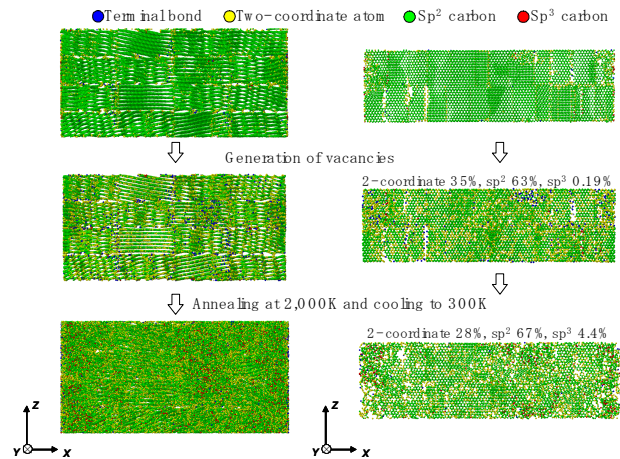 Terminal bond Two-coordinate atom Sp² carbon Sp³ carbon
Generation of vacancies
2-coordinate 35%, sp² 63%, sp³ 0.19%
Annealing at 2,000K and cooling to 300K
2-coordinate 28%, sp² 67%, sp³ 4.4%
Z Z
Y X Y X